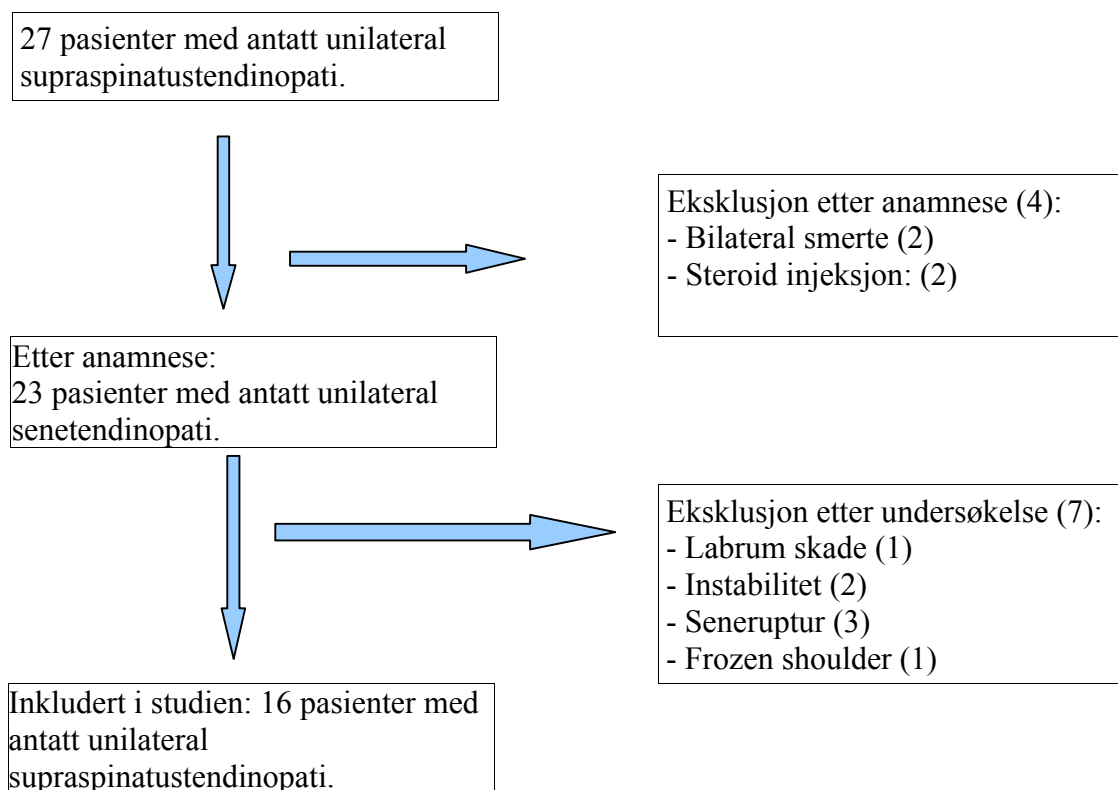 27 pasienter med antatt unilateral
supraspinatustendinopati.
Eksklusjon etter anamnese (4):
- Bilateral smerte (2)
- Steroid injeksjon: (2)
Etter anamnese:
23 pasienter med antatt unilateral
senetendinopati.
Eksklusjon etter undersøkelse (7):
- Labrum skade (1)
- Instabilitet (2)
- Seneruptur (3)
- Frozen shoulder (1)
Inkludert i studien: 16 pasienter med
antatt unilateral
supraspinatustendinopati.